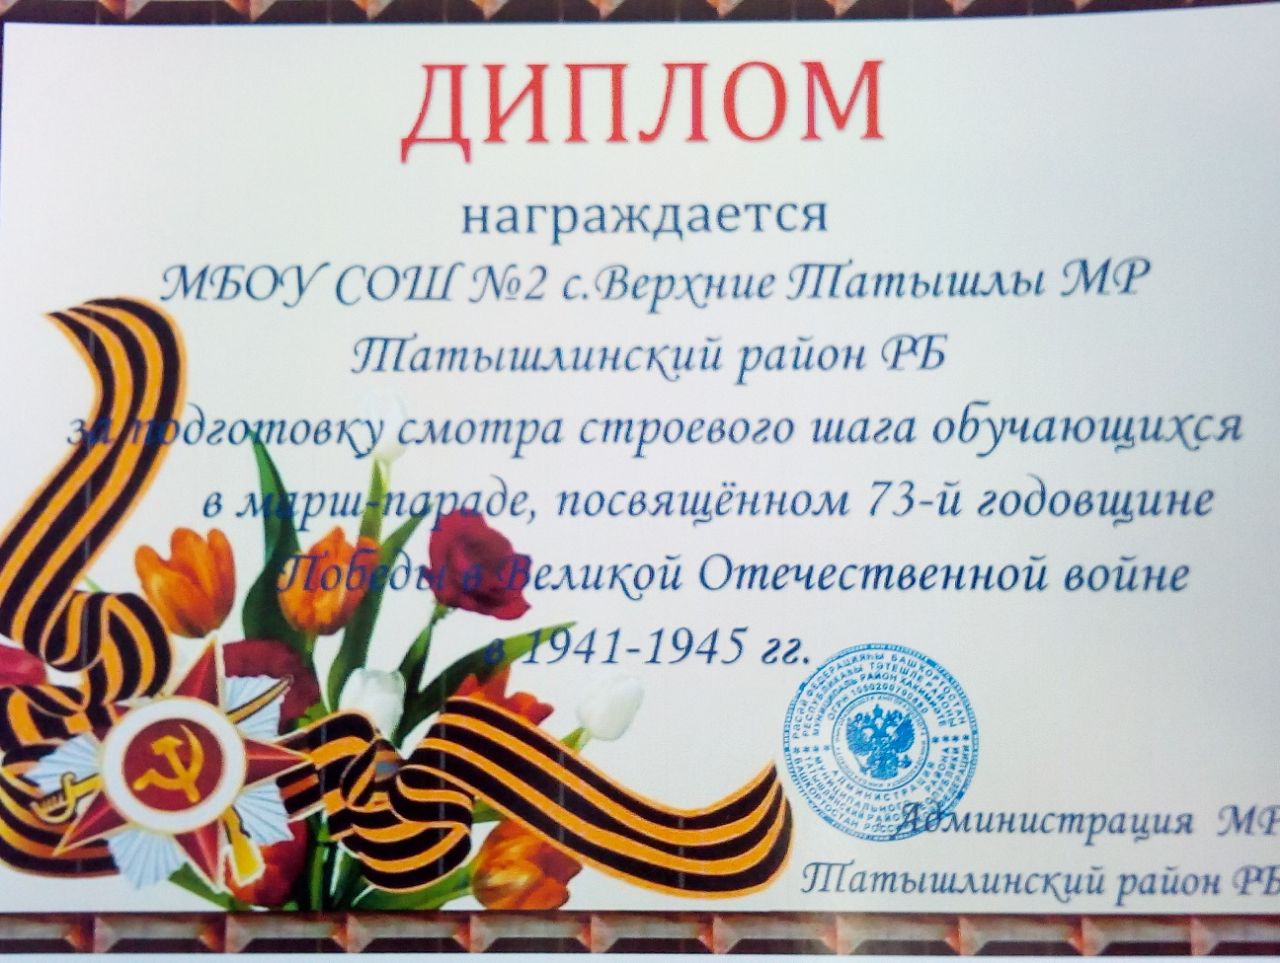 ДИПЛОМ
награждается
МБОУ СОШ №2 с.Верхние Татышлы МР
Татышлинский район РБ
за подготовку смотра строевого шага обучающихся
в марш-параде, посвящённом 73-й годовщине
Победы в Великой Отечественной войне
в 1941-1945 гг.
Администрация МР
Татышлинский район РБ